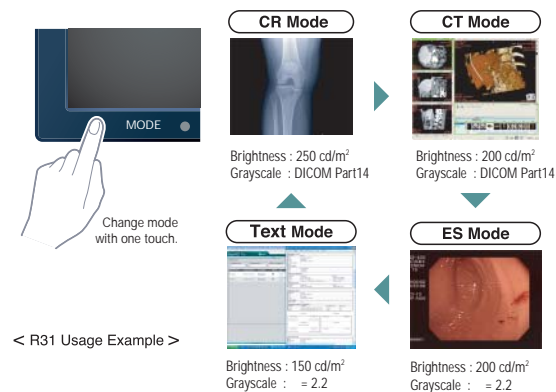 CR Mode
CT Mode
MODE
Brightness : 250 cd/m²
Grayscale : DICOM Part14
Brightness : 200 cd/m²
Grayscale : DICOM Part14
Change mode
with one touch.
Text Mode
ES Mode
< R31 Usage Example >
Brightness : 150 cd/m²
Grayscale : = 2.2
Brightness : 200 cd/m²
Grayscale : = 2.2